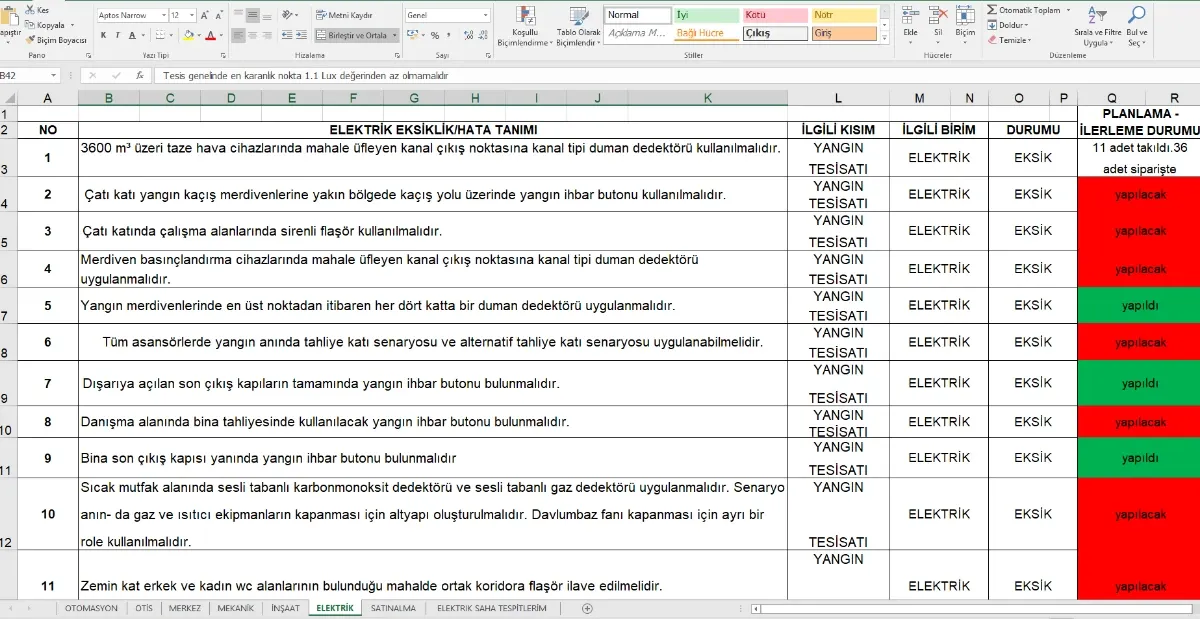 Kes
Kopyala
Biçim Boyacısı
Pano
Aptos Narrow 12
K T A
Yazı Tipi
Metni Kaydır
Birleştir ve Ortala
Hizalama
Genel
%
Sayı
Koşullu
Biçimlendirme
Tablo Olarak
Biçimlendir
Normal İyi Kötü Nötr
Açıklama M... Bağlı Hücre Çıkış Giriş
Stiller
Ekle Sil Biçim
Hücreler
Otomatik Toplam
Doldur
Temizle
Sırala ve Filtre
Uygula
Bul ve
Seç
Düzenleme
B42
fx Tesis genelinde en karanlık nokta 1.1 Lux değerinden az olmamalıdır
A B C D E F G H I J K L M N O P Q R
1 PLANLAMA -
2 NO ELEKTRİK EKSİKLİK/HATA TANIMI İLGİLİ KISIM İLGİLİ BİRİM DURUMU İLERLEME DURUMU
3 1 3600 m³ üzeri taze hava cihazlarında mahale üfleyen kanal çıkış noktasına kanal tipi duman dedektörü kullanılmalıdır. YANGIN TESİSATI ELEKTRİK EKSİK 11 adet takıldı.36 adet siparişte
4 2 Çatı katı yangın kaçış merdivenlerine yakın bölgede kaçış yolu üzerinde yangın ihbar butonu kullanılmalıdır. YANGIN TESİSATI ELEKTRİK EKSİK yapılacak
5 3 Çatı katında çalışma alanlarında sirenli flaşör kullanılmalıdır. YANGIN TESİSATI ELEKTRİK EKSİK yapılacak
6 4 Merdiven basınçlandırma cihazlarında mahale üfleyen kanal çıkış noktasına kanal tipi duman dedektörü
uygulanmalıdır. YANGIN TESİSATI ELEKTRİK EKSİK yapılacak
7 5 Yangın merdivenlerinde en üst noktadan itibaren her dört katta bir duman dedektörü uygulanmalıdır. YANGIN TESİSATI ELEKTRİK EKSİK yapıldı
8 6 Tüm asansörlerde yangın anında tahliye katı senaryosu ve alternatif tahliye katı senaryosu uygulanabilmelidir. YANGIN TESİSATI ELEKTRİK EKSİK yapılacak
9 7 Dışarıya açılan son çıkış kapıların tamamında yangın ihbar butonu bulunmalıdır. YANGIN TESİSATI ELEKTRİK EKSİK yapıldı
10 8 Danışma alanında bina tahliyesinde kullanılacak yangın ihbar butonu bulunmalıdır. YANGIN TESİSATI ELEKTRİK EKSİK yapılacak
11 9 Bina son çıkış kapısı yanında yangın ihbar butonu bulunmalıdır YANGIN TESİSATI ELEKTRİK EKSİK yapıldı
12 10 Sıcak mutfak alanında sesli tabanlı karbonmonoksit dedektörü ve sesli tabanlı gaz dedektörü uygulanmalıdır. Senaryo
anın- da gaz ve ısıtıcı ekipmanların kapanması için altyapı oluşturulmalıdır. Davlumbaz fanı kapanması için ayrı bir
role kullanılmalıdır. YANGIN TESİSATI ELEKTRİK EKSİK yapılacak
11 Zemin kat erkek ve kadın wc alanlarının bulunduğu mahalde ortak koridora flaşör ilave edilmelidir. YANGIN ELEKTRİK EKSİK yapılacak
OTOMASYON OTİS MERKEZ MEKANİK İNŞAAT ELEKTRİK SATINALMA ELEKTRIK SAHA TESPİTLERİM